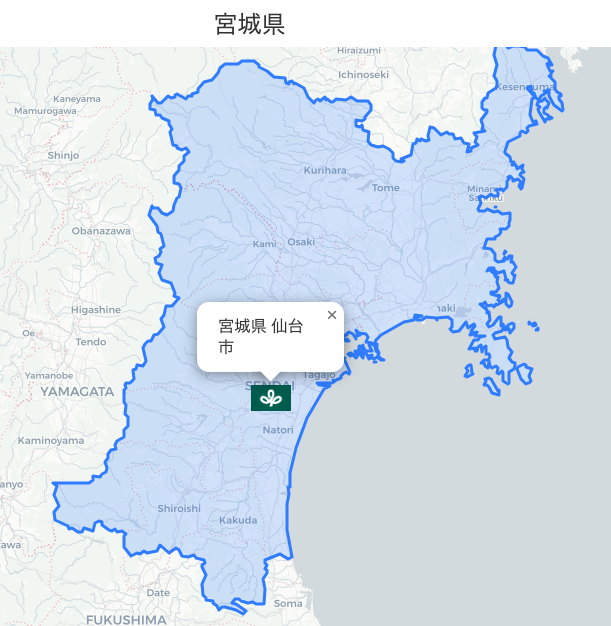 宮城県
Hiraizumi
Ichinoseki
Kesennuma
Kaneyama
Mamurogawa
Shinjo
Kurihara
Tome
Minami
Sanriku
Obanazawa
Kami
Osaki
Higashine
naki
宮城県 仙台
市
×
Oe
Tendo
Tagajo
Yamanobe
SENDAI
YAMAGATA
Natori
Kaminoyama
anyo
Shiroishi
Kakuda
awa
Date
Soma
FUKUSHIMA